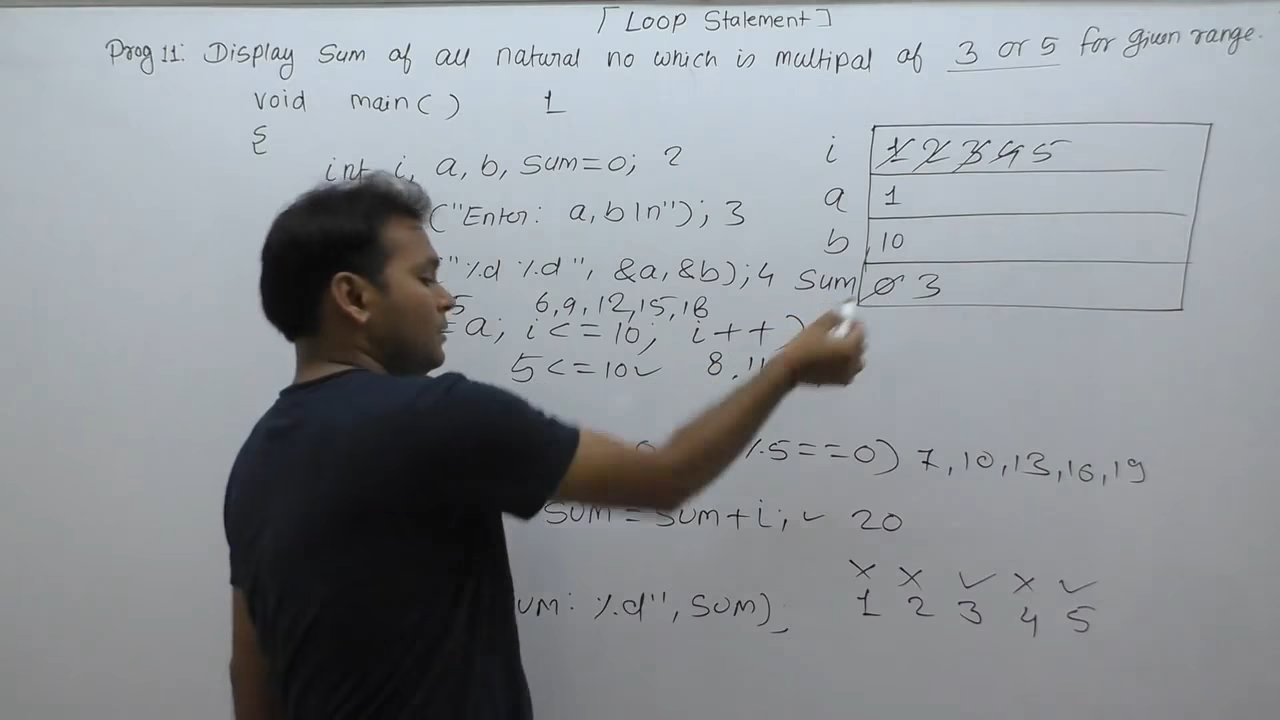 [Loop Statement]
Prog 11: Display Sum of all natural no which is multipal of 3 or 5 for given range.
void main( ) 1
{
int i, a, b, Sum=0; 2
("Enter: a,b\n"); 3
"%d %d", &a, &b); 4
5 6,9,12,15,18
=a; i<=10; i++)
5<=10✓ 8,11
%5==0) 7,10,13,16,19
Sum=Sum+i; ✓ 20
um: %d", Sum);
i 1 2 3 4 5
a 1
b 10
Sum 0 3
× × ✓ × ✓
1 2 3 4 5